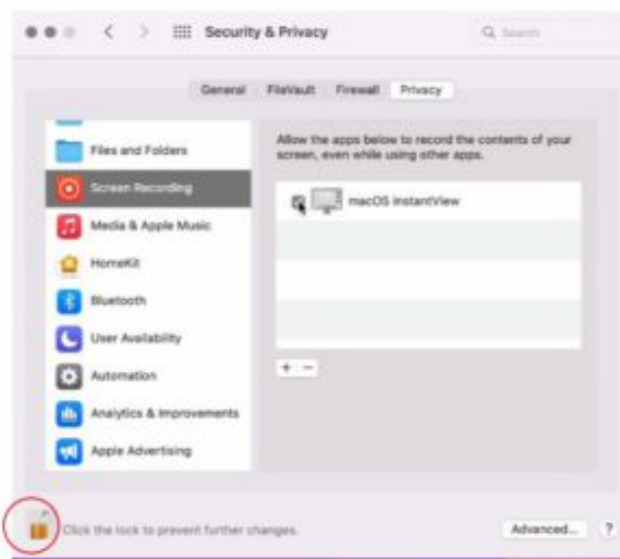 Security & Privacy
Search
General FileVault Firewall Privacy
Files and Folders
Screen Recording
Media & Apple Music
HomeKit
Bluetooth
User Availability
Automation
Analytics & Improvements
Apple Advertising
Allow the apps below to record the contents of your
screen, even while using other apps.
macOS InstantView
+ −
Click the lock to prevent further changes.
Advanced... ?